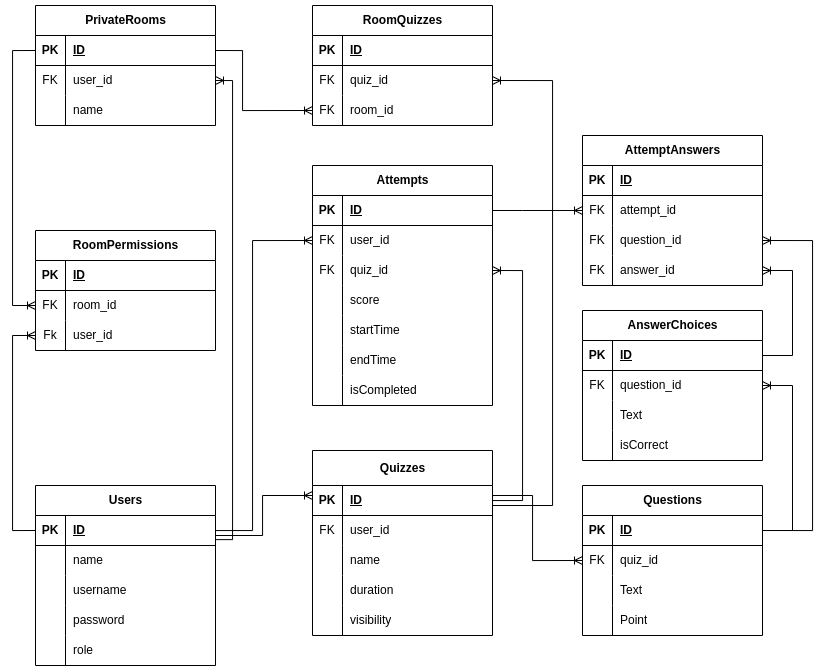 PrivateRooms
PK ID
FK user_id
name
RoomQuizzes
PK ID
FK quiz_id
FK room_id
AttemptAnswers
PK ID
FK attempt_id
FK question_id
FK answer_id
Attempts
PK ID
FK user_id
FK quiz_id
score
startTime
endTime
isCompleted
RoomPermissions
PK ID
FK room_id
Fk user_id
AnswerChoices
PK ID
FK question_id
Text
isCorrect
Users
PK ID
name
username
password
role
Quizzes
PK ID
FK user_id
name
duration
visibility
Questions
PK ID
FK quiz_id
Text
Point